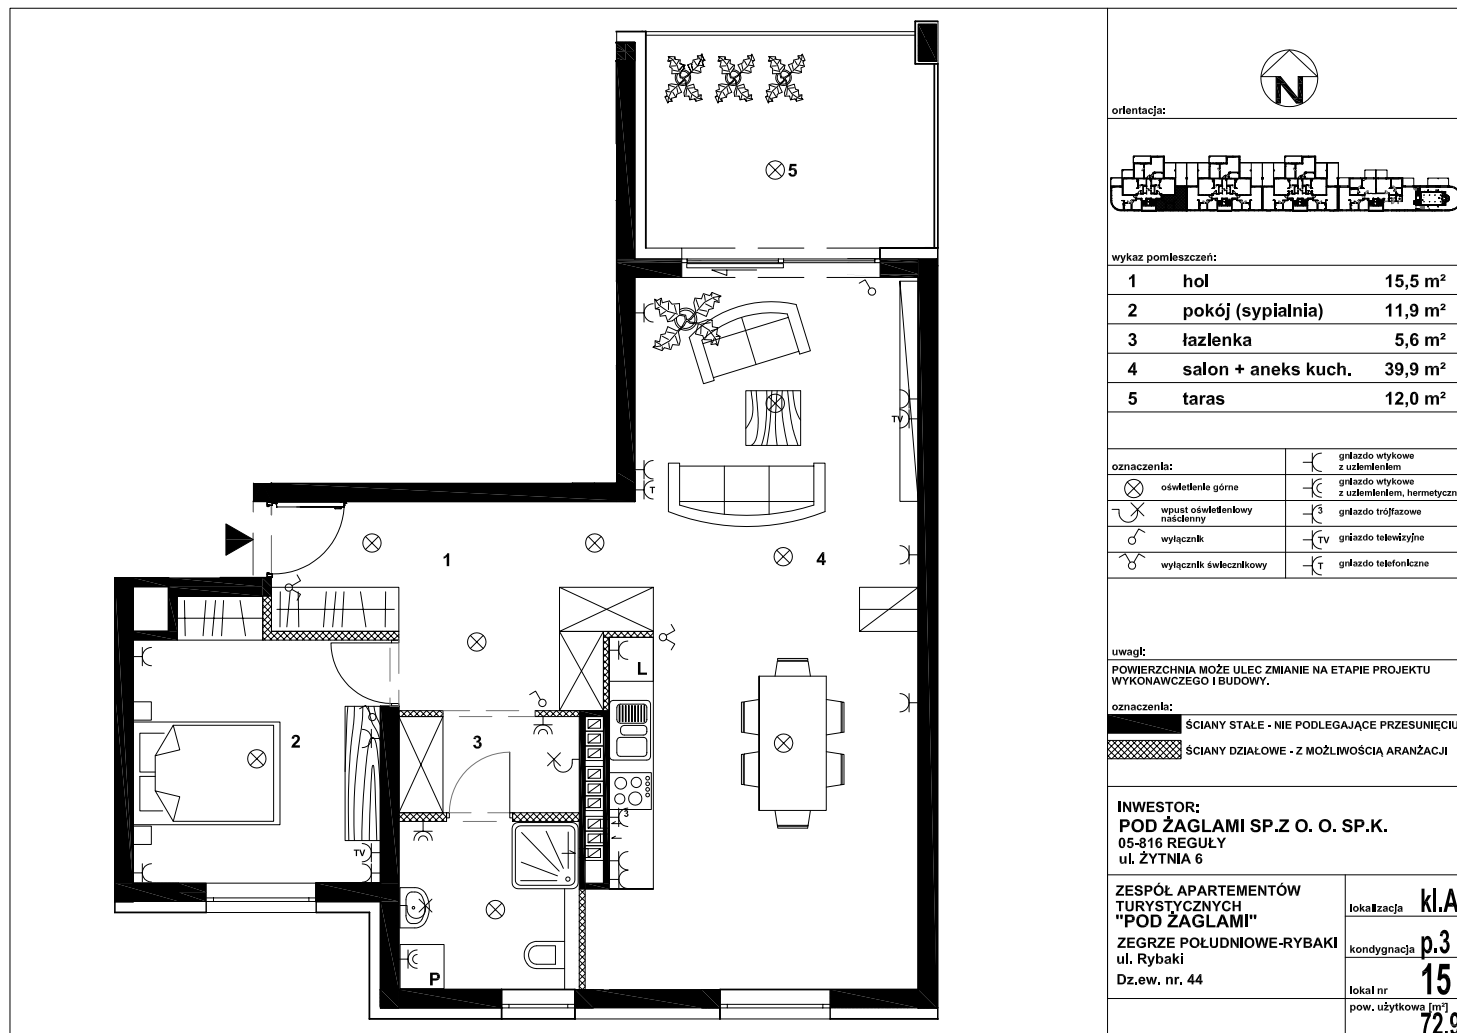 5
TV
T
1
4
L
2
3
3
TV
P
N
orientacja:
wykaz pomieszczeń:
1 hol 15,5 m²
2 pokój (sypialnia) 11,9 m²
3 łazienka 5,6 m²
4 salon + aneks kuch. 39,9 m²
5 taras 12,0 m²
oznaczenia:
oświetlenie górne
wpust oświetleniowy
naścienny
wyłącznik
wyłącznik świecznikowy
gniazdo wtykowe
z uziemieniem
gniazdo wtykowe
z uziemieniem, hermetyczn
3 gniazdo trójfazowe
TV gniazdo telewizyjne
T gniazdo telefoniczne
uwagi:
POWIERZCHNIA MOŻE ULEC ZMIANIE NA ETAPIE PROJEKTU
WYKONAWCZEGO I BUDOWY.
oznaczenia:
ŚCIANY STAŁE - NIE PODLEGAJĄCE PRZESUNIĘCIU
ŚCIANY DZIAŁOWE - Z MOŻLIWOŚCIĄ ARANŻACJI
INWESTOR:
POD ŻAGLAMI SP.Z O. O. SP.K.
05-816 REGUŁY
ul. ŻYTNIA 6
ZESPÓŁ APARTEMENTÓW
TURYSTYCZNYCH
"POD ŻAGLAMI"
ZEGRZE POŁUDNIOWE-RYBAKI
ul. Rybaki
Dz.ew. nr. 44
lokalizacja kl.A
kondygnacja p.3
lokal nr 15
pow. użytkowa [m²]
72,9